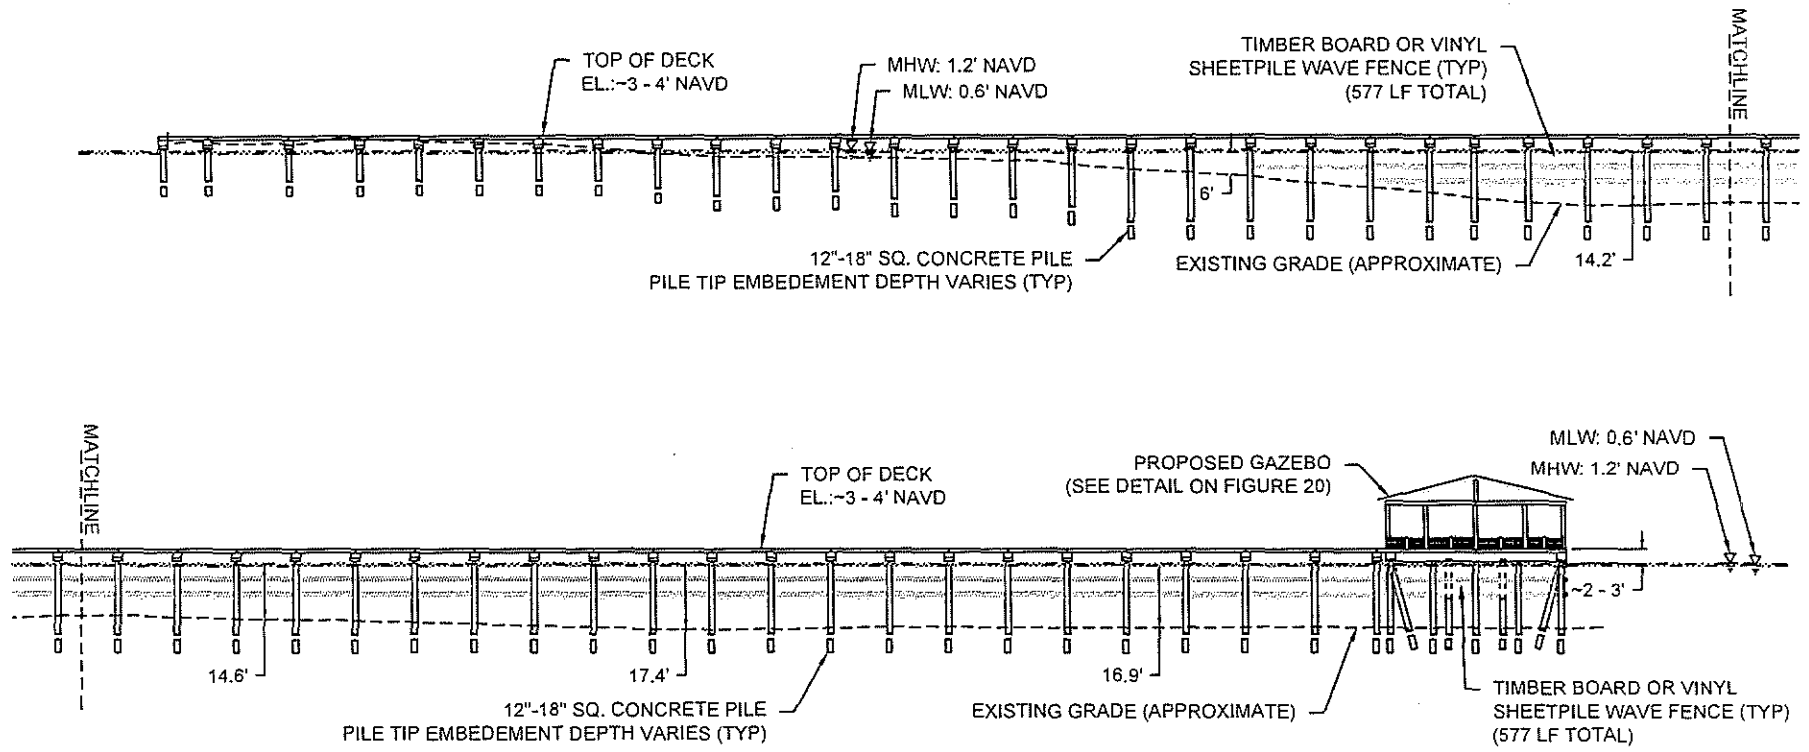 TOP OF DECK
EL.:~3 - 4' NAVD
MHW: 1.2' NAVD
MLW: 0.6' NAVD
TIMBER BOARD OR VINYL
SHEETPILE WAVE FENCE (TYP)
(577 LF TOTAL)
MATCHLINE
6'
12"-18" SQ. CONCRETE PILE
PILE TIP EMBEDEMENT DEPTH VARIES (TYP)
EXISTING GRADE (APPROXIMATE)
14.2'
MATCHLINE
TOP OF DECK
EL.:~3 - 4' NAVD
PROPOSED GAZEBO
(SEE DETAIL ON FIGURE 20)
MLW: 0.6' NAVD
MHW: 1.2' NAVD
~2 - 3'
14.6'
17.4'
16.9'
12"-18" SQ. CONCRETE PILE
PILE TIP EMBEDEMENT DEPTH VARIES (TYP)
EXISTING GRADE (APPROXIMATE)
TIMBER BOARD OR VINYL
SHEETPILE WAVE FENCE (TYP)
(577 LF TOTAL)